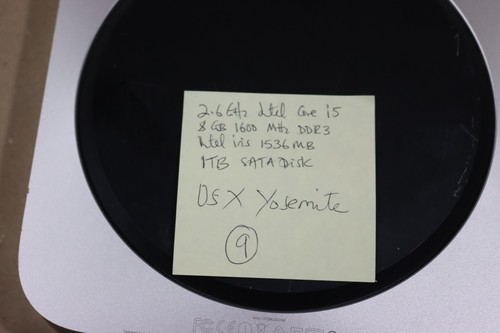 2.6 GHz Intel Core i5
8 GB 1600 MHz DDR3
Intel iris 1536 MB
1TB SATA Disk
OS X Yosemite
9